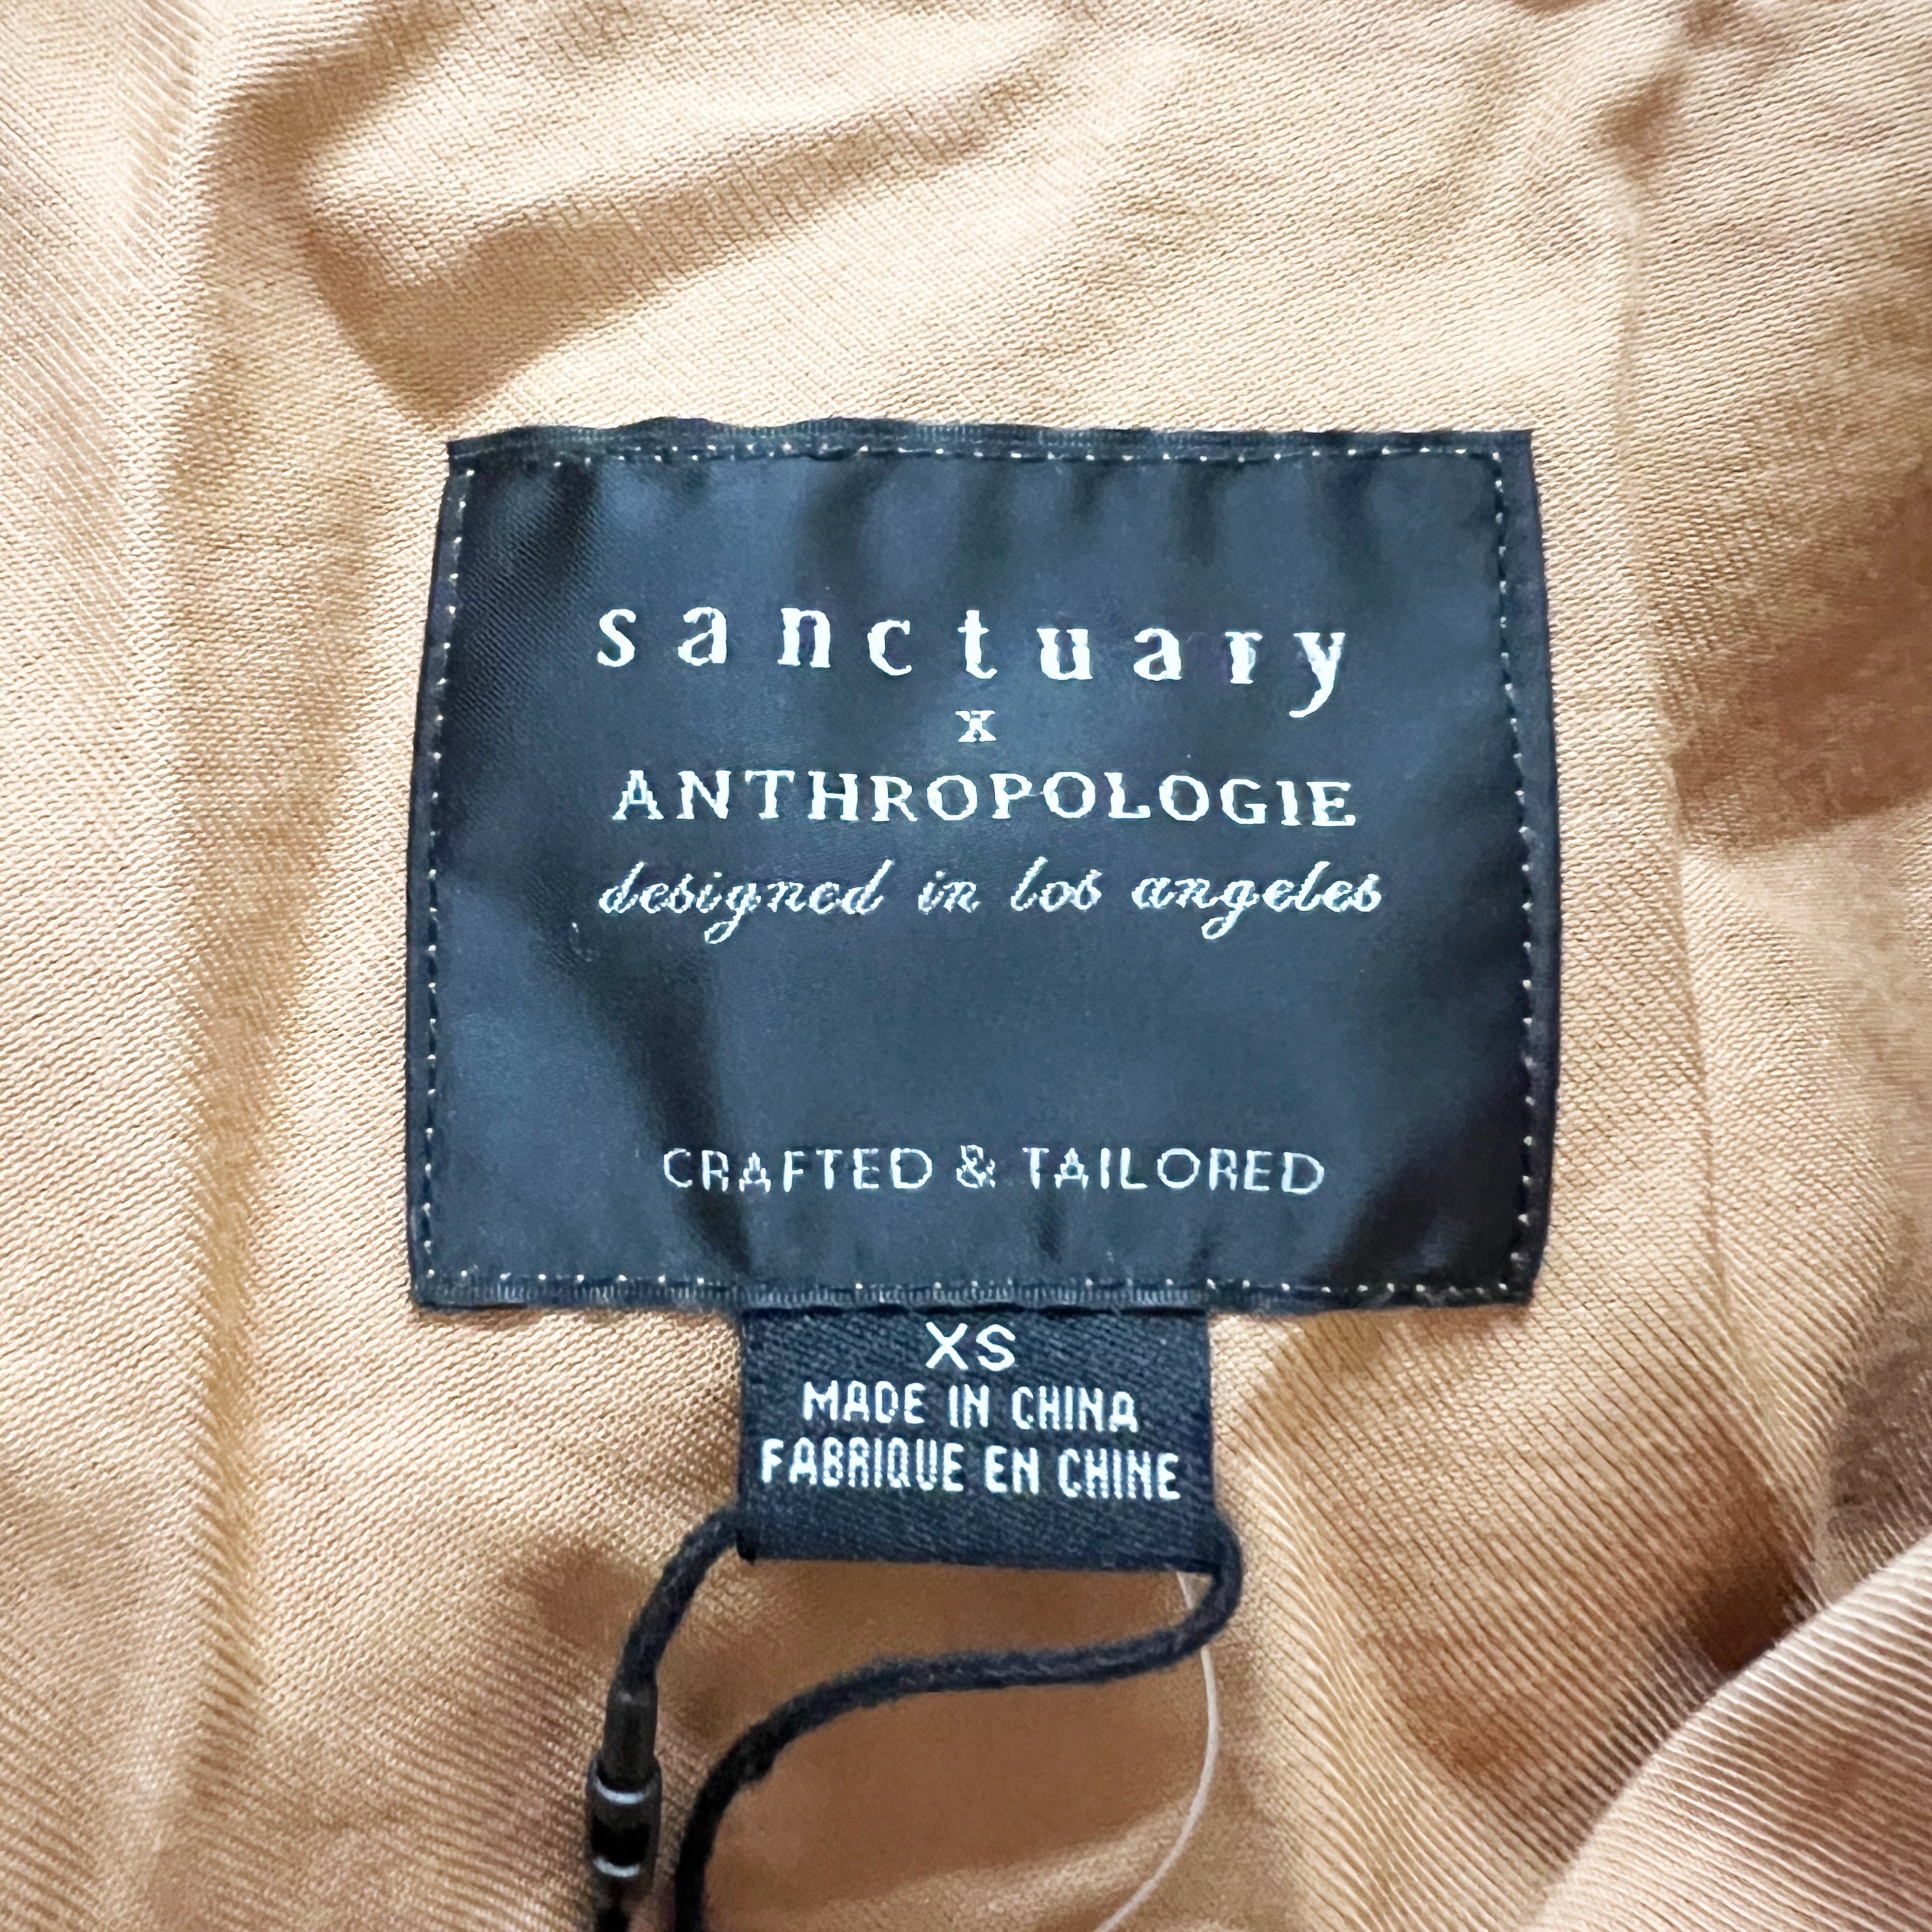 sanctuary
x
ANTHROPOLOGIE
designed in los angeles
CRAFTED & TAILORED
XS
MADE IN CHINA
FABRIQUE EN CHINE